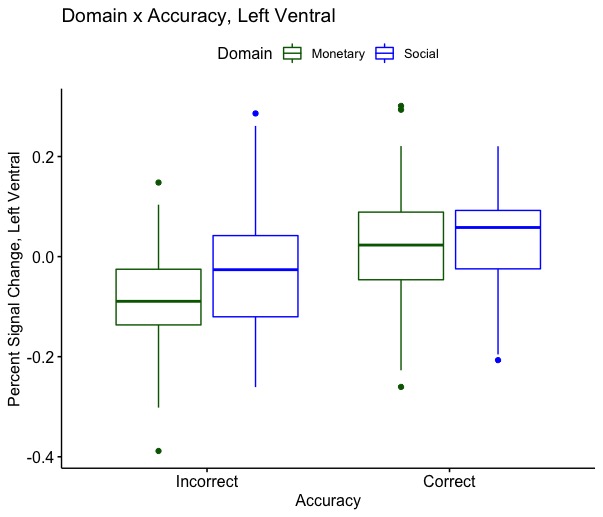 Domain x Accuracy, Left Ventral
Domain Monetary Social
Percent Signal Change, Left Ventral
0.2
0.0
-0.2
-0.4
Incorrect Correct
Accuracy